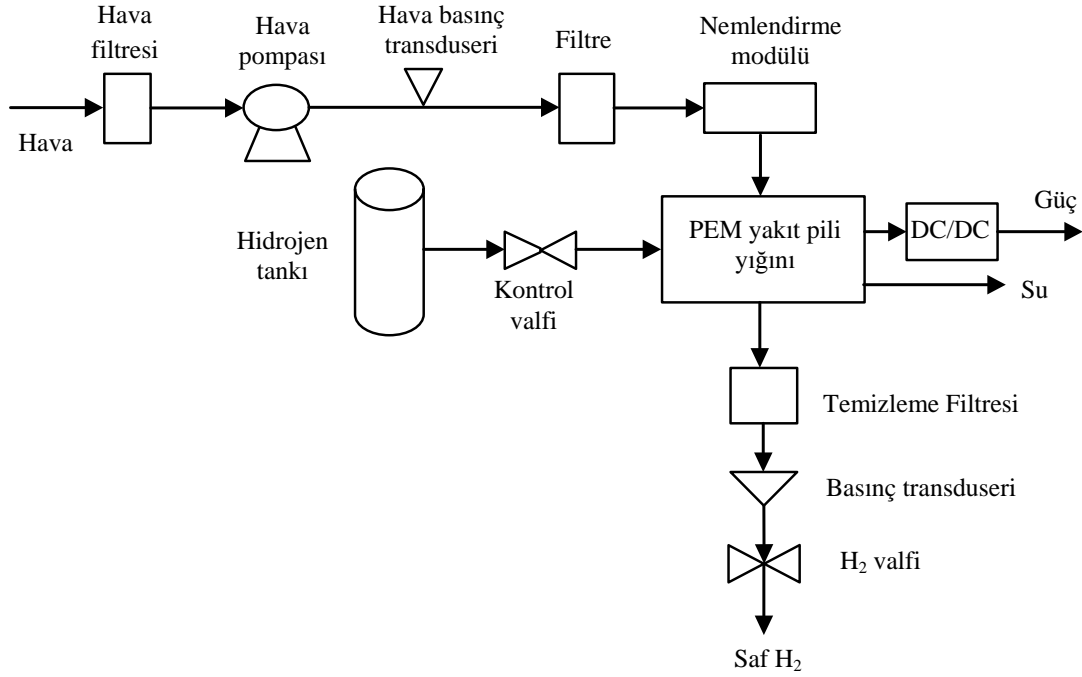 Hava
filtresi
Hava
pompası
Hava basınç
transduseri
Filtre
Nemlendirme
modülü
Hava
Hidrojen
tankı
Kontrol
valfi
PEM yakıt pili
yığını
DC/DC
Güç
Su
Temizleme Filtresi
Basınç transduseri
H₂ valfi
Saf H₂